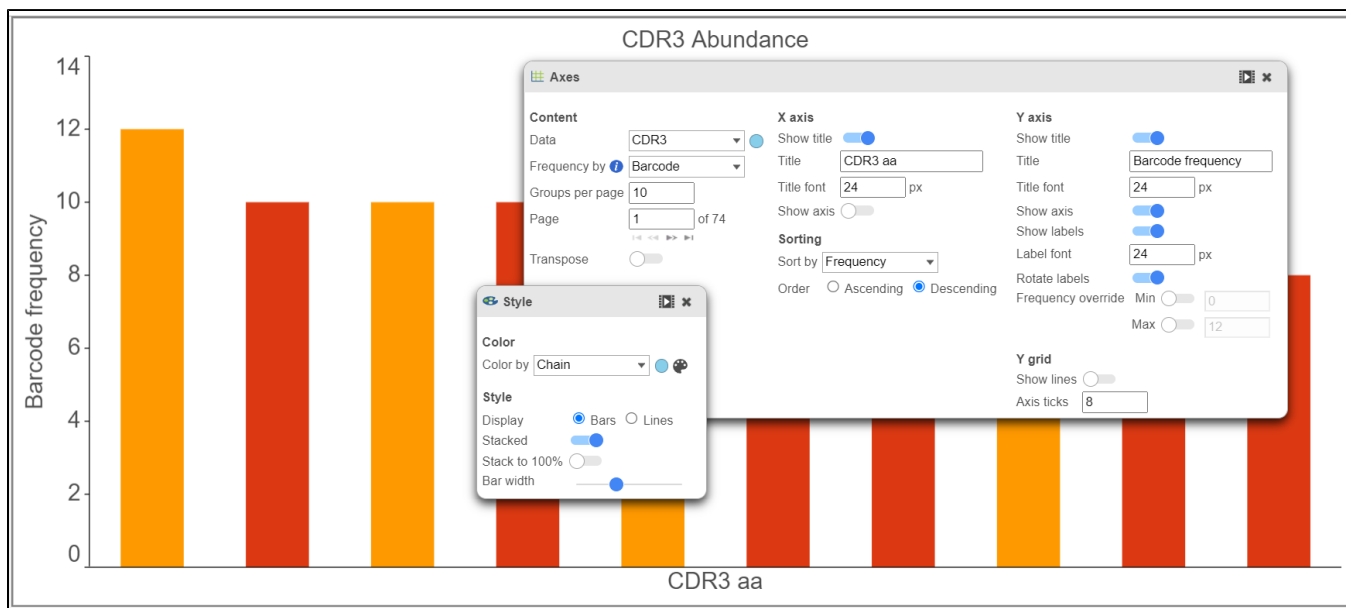 CDR3 Abundance
Barcode frequency
14
12
10
8
6
4
2
0
CDR3 aa
Axes
Content
Data CDR3
Frequency by Barcode
Groups per page 10
Page 1 of 74
Transpose
X axis
Show title
Title CDR3 aa
Title font 24 px
Show axis
Sorting
Sort by Frequency
Order Ascending Descending
Y axis
Show title
Title Barcode frequency
Title font 24 px
Show axis
Show labels
Label font 24 px
Rotate labels
Frequency override Min 0
Max 12
Y grid
Show lines
Axis ticks 8
Style
Color
Color by Chain
Style
Display Bars Lines
Stacked
Stack to 100%
Bar width